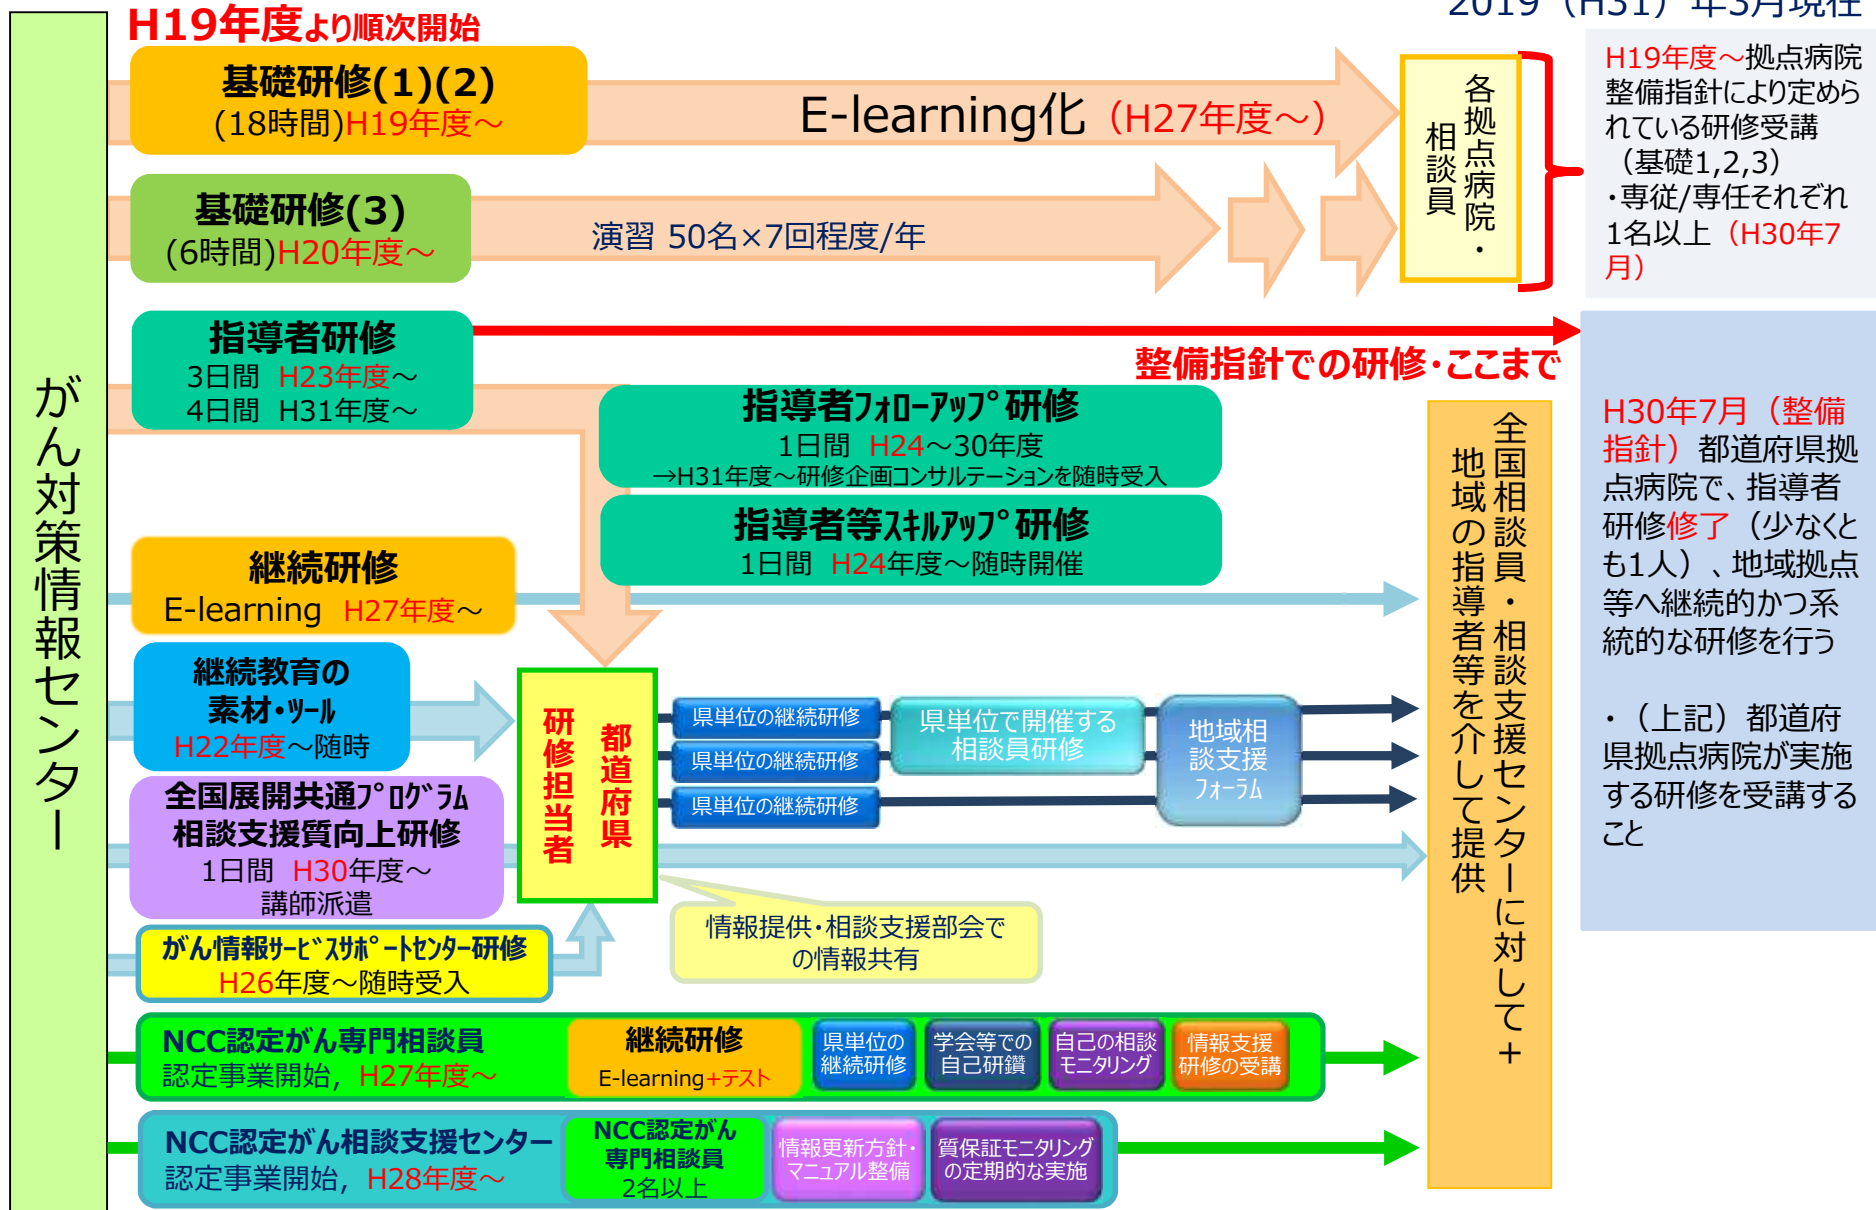 H19年度より順次開始
2019（H31）年3月現在
がん対策情報センター
基礎研修(1)(2)
(18時間)H19年度～
E-learning化（H27年度～）
各拠点病院・
相談員
H19年度～拠点病院
整備指針により定めら
れている研修受講
（基礎1,2,3）
・専従/専任それぞれ
1名以上（H30年7
月）
基礎研修(3)
(6時間)H20年度～
演習 50名×7回程度/年
指導者研修
3日間 H23年度～
4日間 H31年度～
整備指針での研修・ここまで
指導者フォローアップ研修
1日間 H24～30年度
→H31年度～研修企画コンサルテーションを随時受入
指導者等スキルアップ研修
1日間 H24年度～随時開催
全国相談員・相談支援センターに対して+
地域の指導者等を介して提供
H30年7月（整備
指針）都道府県拠
点病院で、指導者
研修修了（少なくと
も1人）、地域拠点
等へ継続的かつ系
統的な研修を行う
・（上記）都道府
県拠点病院が実施
する研修を受講する
こと
継続研修
E-learning H27年度～
継続教育の
素材・ツール
H22年度～随時
都道府県
研修担当者
県単位の継続研修
県単位の継続研修
県単位の継続研修
県単位で開催する
相談員研修
地域相
談支援
フォーラム
全国展開共通プログラム
相談支援質向上研修
1日間 H30年度～
講師派遣
情報提供・相談支援部会で
の情報共有
がん情報サービスサポートセンター研修
H26年度～随時受入
NCC認定がん専門相談員
認定事業開始, H27年度～
継続研修
E-learning+テスト
県単位の
継続研修
学会等での
自己研鑽
自己の相談
モニタリング
情報支援
研修の受講
NCC認定がん相談支援センター
認定事業開始, H28年度～
NCC認定がん
専門相談員
2名以上
情報更新方針・
マニュアル整備
質保証モニタリング
の定期的な実施